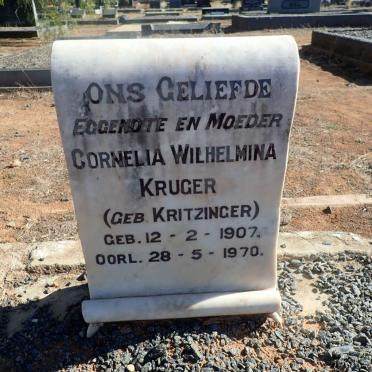 ONS GELIEFDE
EGGENOTE EN MOEDER
CORNELIA WILHELMINA
KRUGER
(GEB. KRITZINGER)
GEB. 12 - 2 - 1907.
OORL. 28 - 5 - 1970.